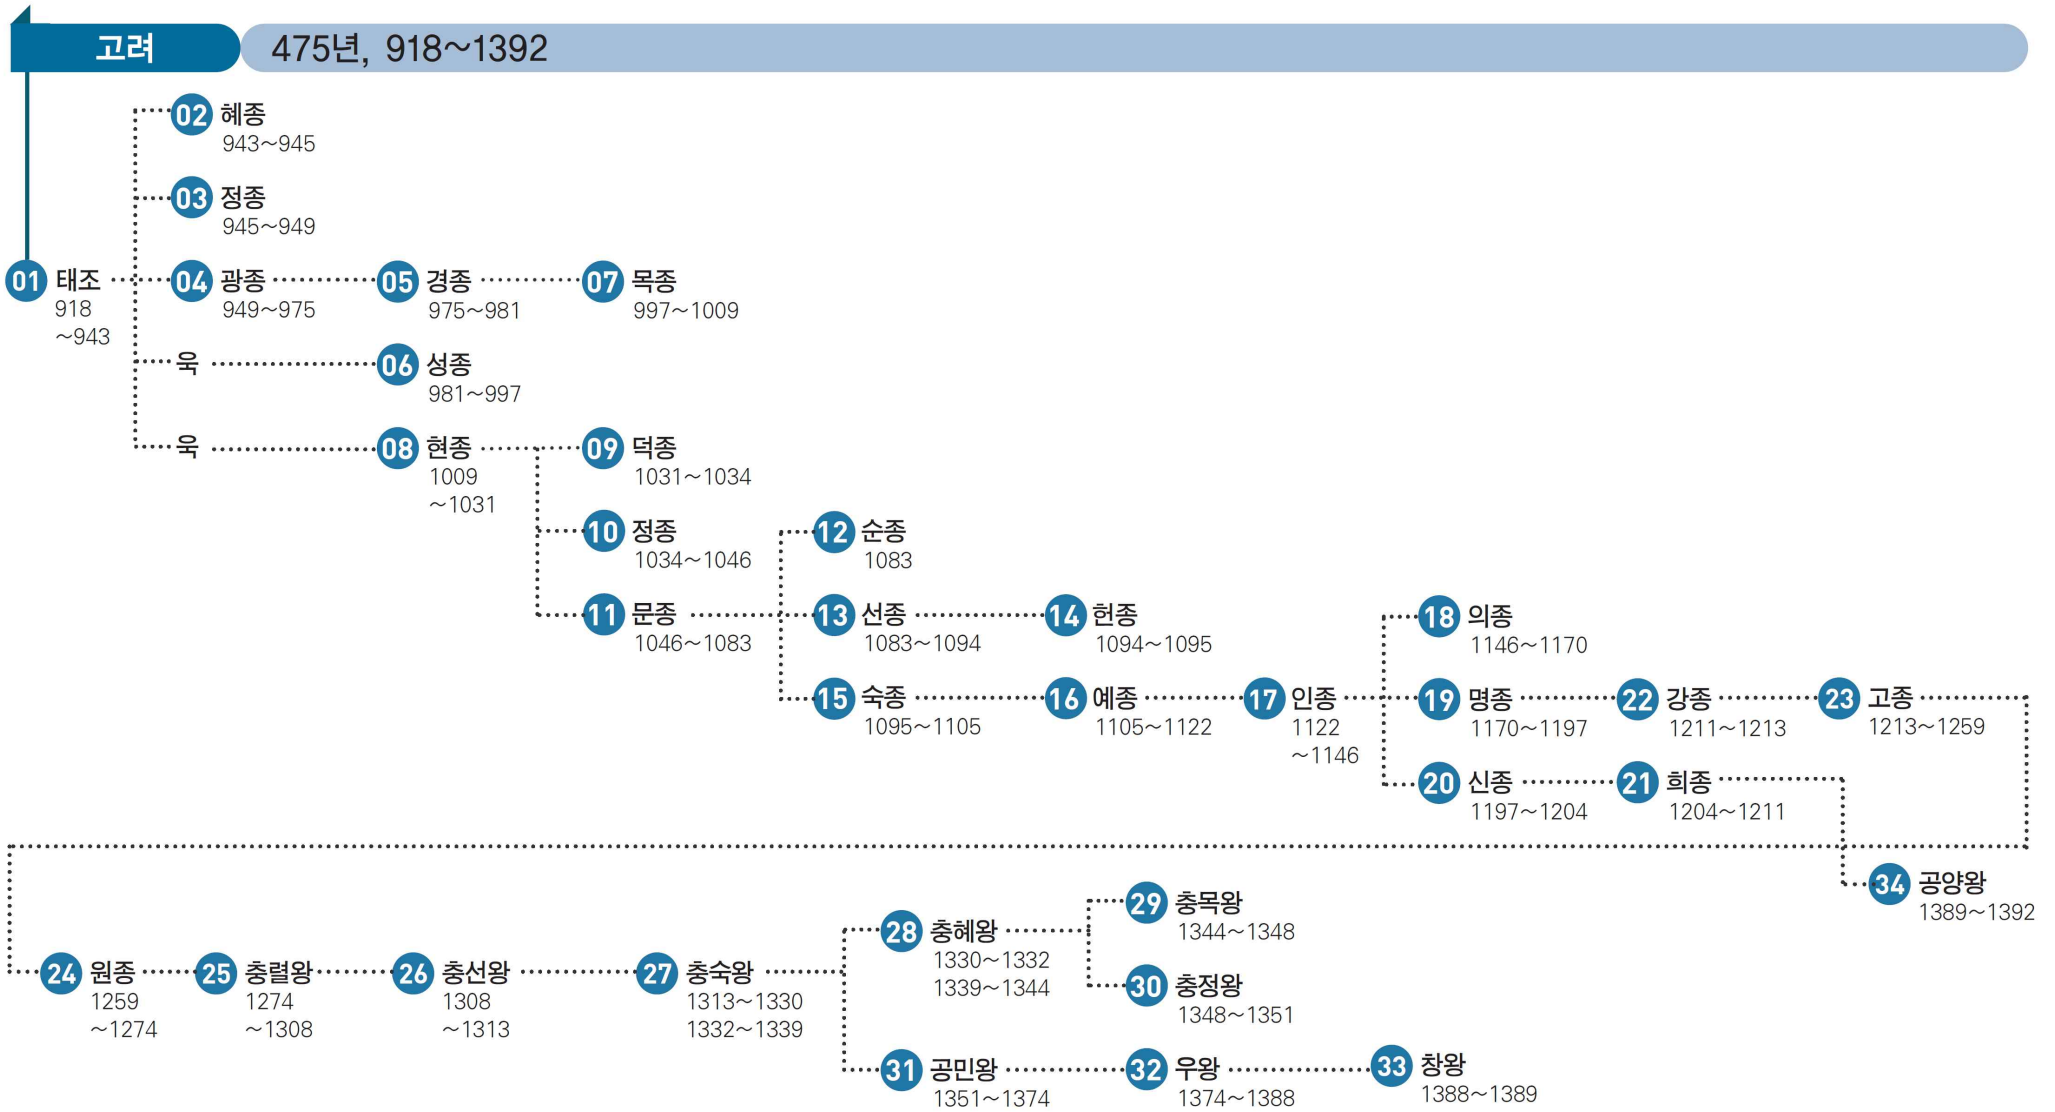 고려
475년, 918~1392
02 혜종
943~945
03 정종
945~949
01 태조
918
~943
04 광종
949~975
05 경종
975~981
07 목종
997~1009
욱
06 성종
981~997
욱
08 현종
1009
~1031
09 덕종
1031~1034
10 정종
1034~1046
11 문종
1046~1083
12 순종
1083
13 선종
1083~1094
14 헌종
1094~1095
15 숙종
1095~1105
16 예종
1105~1122
17 인종
1122
~1146
18 의종
1146~1170
19 명종
1170~1197
22 강종
1211~1213
23 고종
1213~1259
20 신종
1197~1204
21 희종
1204~1211
34 공양왕
1389~1392
24 원종
1259
~1274
25 충렬왕
1274
~1308
26 충선왕
1308
~1313
27 충숙왕
1313~1330
1332~1339
28 충혜왕
1330~1332
1339~1344
29 충목왕
1344~1348
30 충정왕
1348~1351
31 공민왕
1351~1374
32 우왕
1374~1388
33 창왕
1388~1389